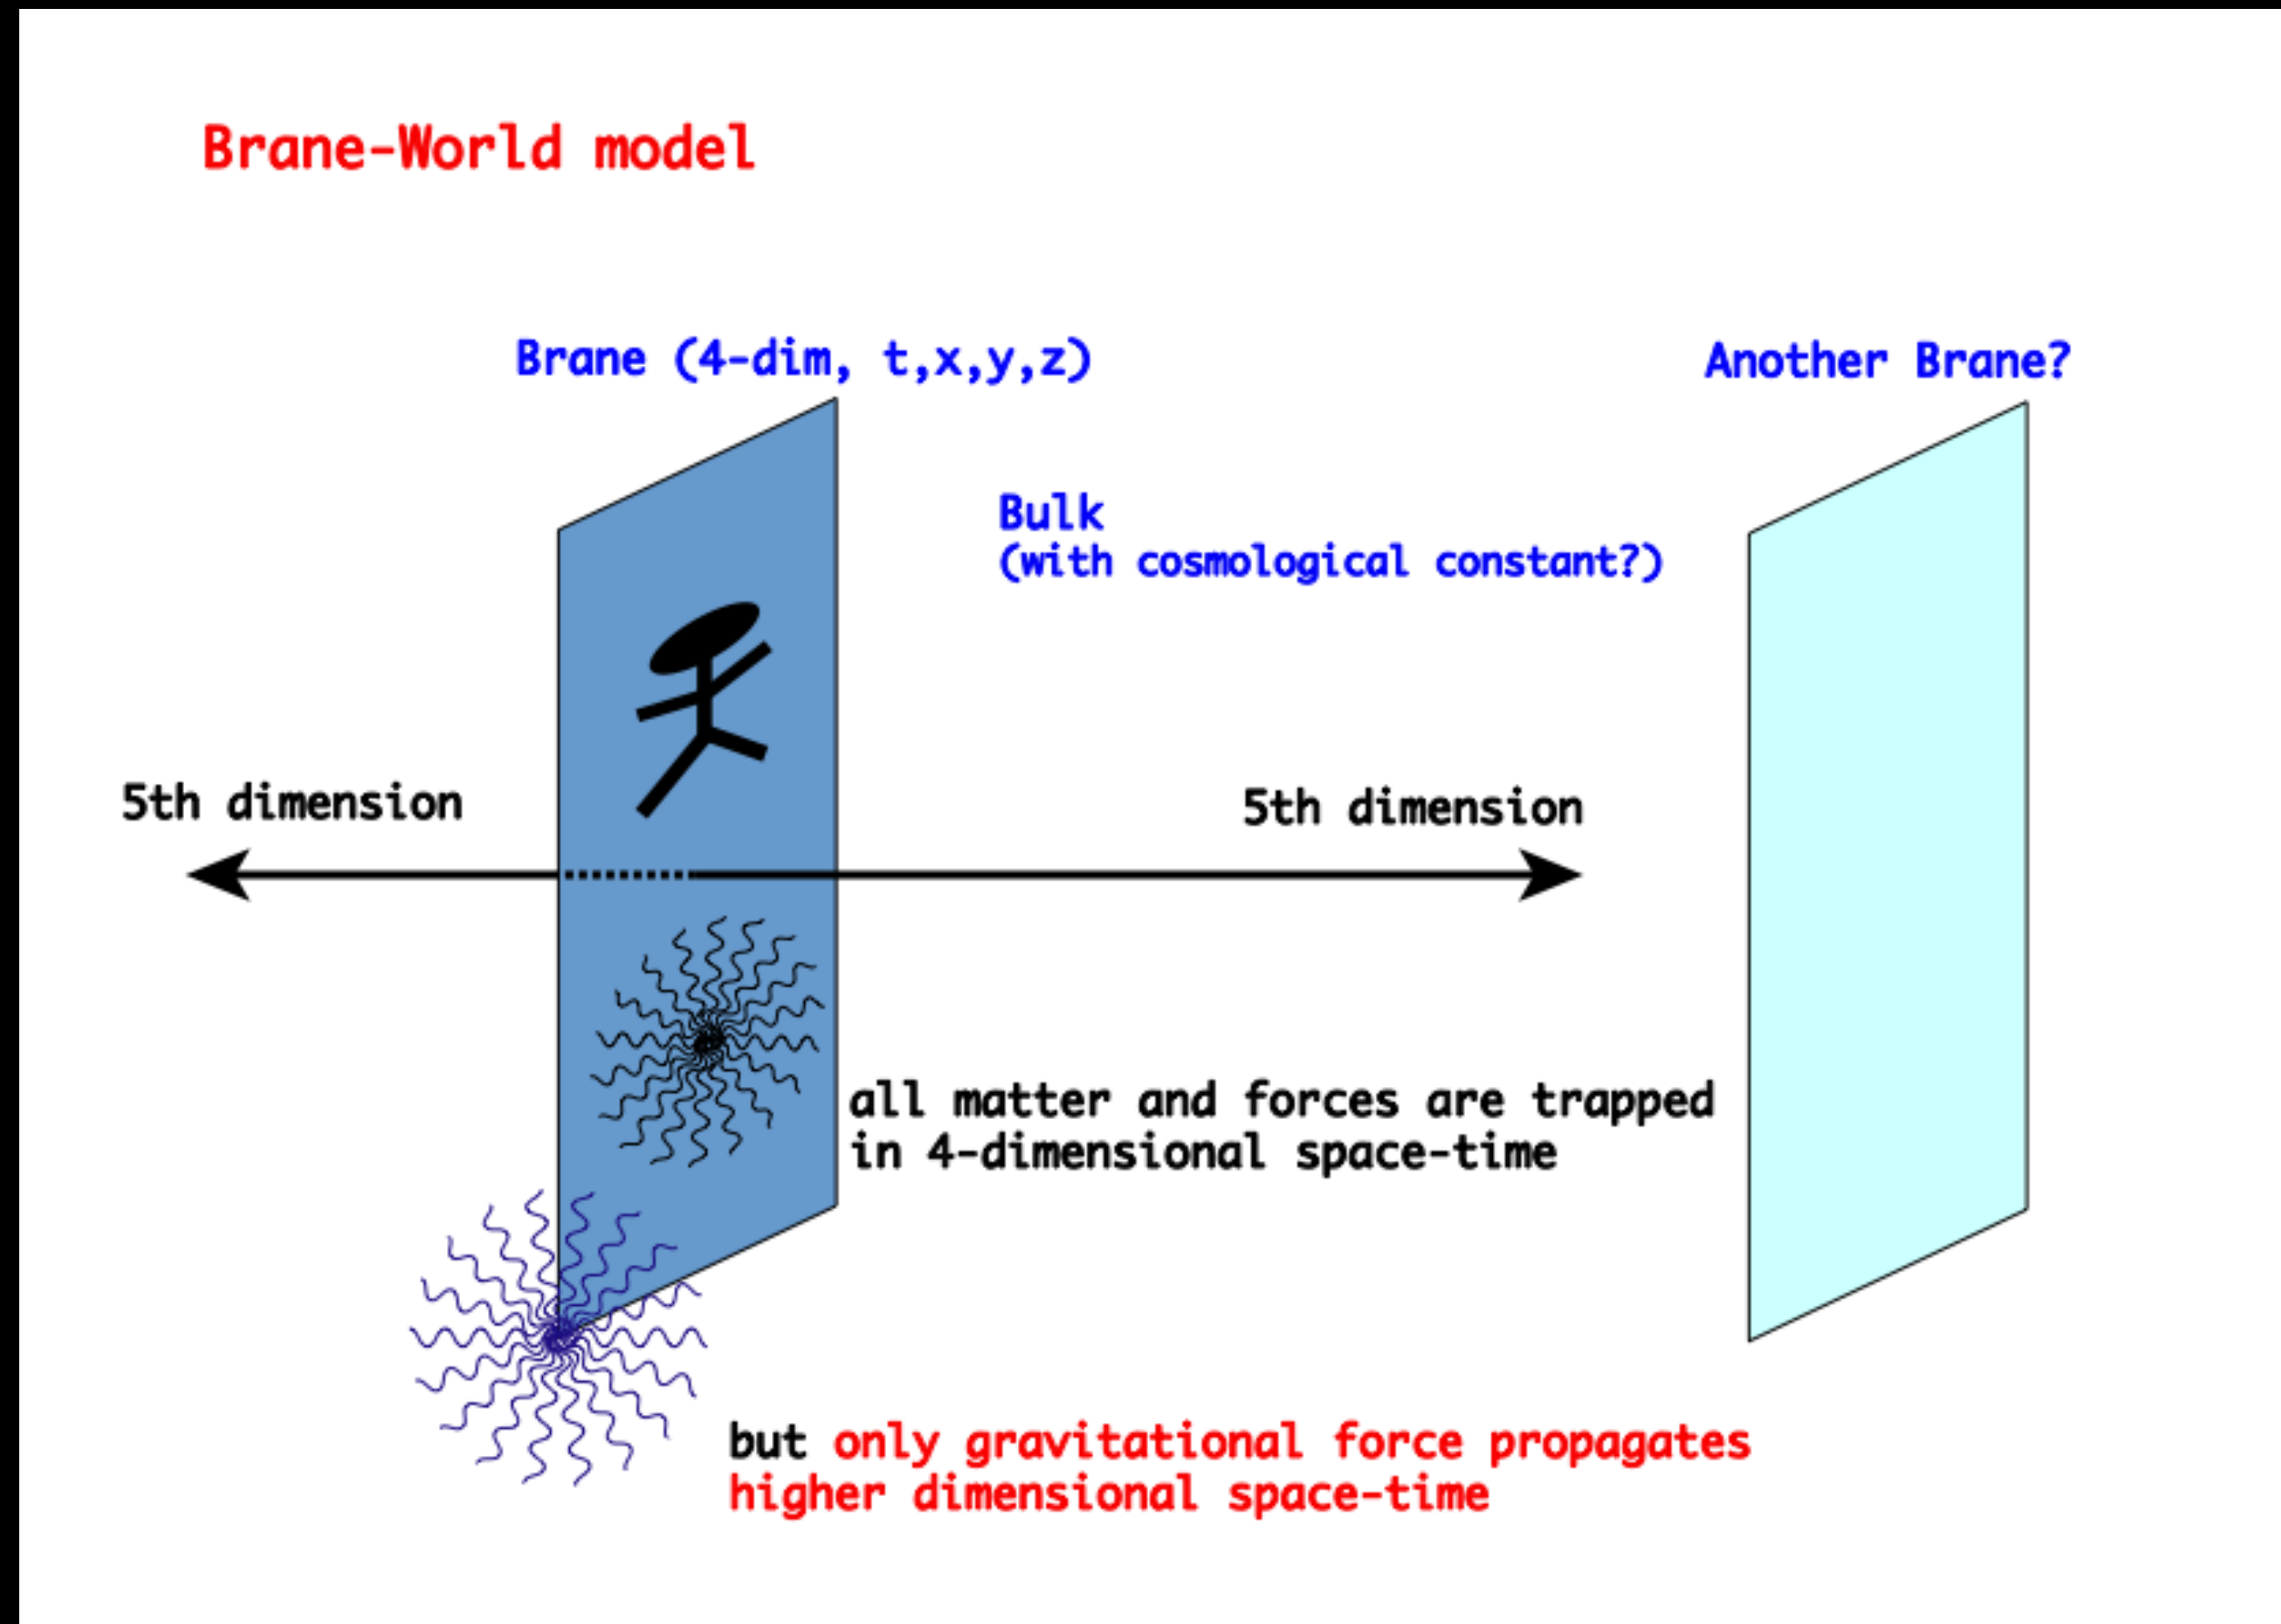 Brane-World model
Brane (4-dim, t,x,y,z)
Another Brane?
Bulk
(with cosmological constant?)
5th dimension
5th dimension
all matter and forces are trapped
in 4-dimensional space-time
but only gravitational force propagates
higher dimensional space-time